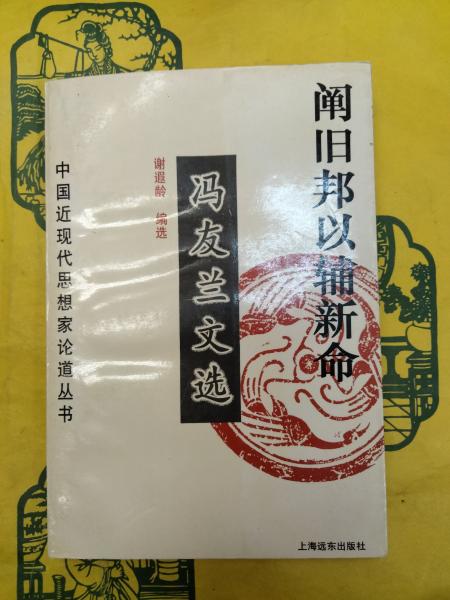 阐旧邦以辅新命
冯友兰文选
谢遐龄 编选
中国近现代思想家论道丛书
上海远东出版社